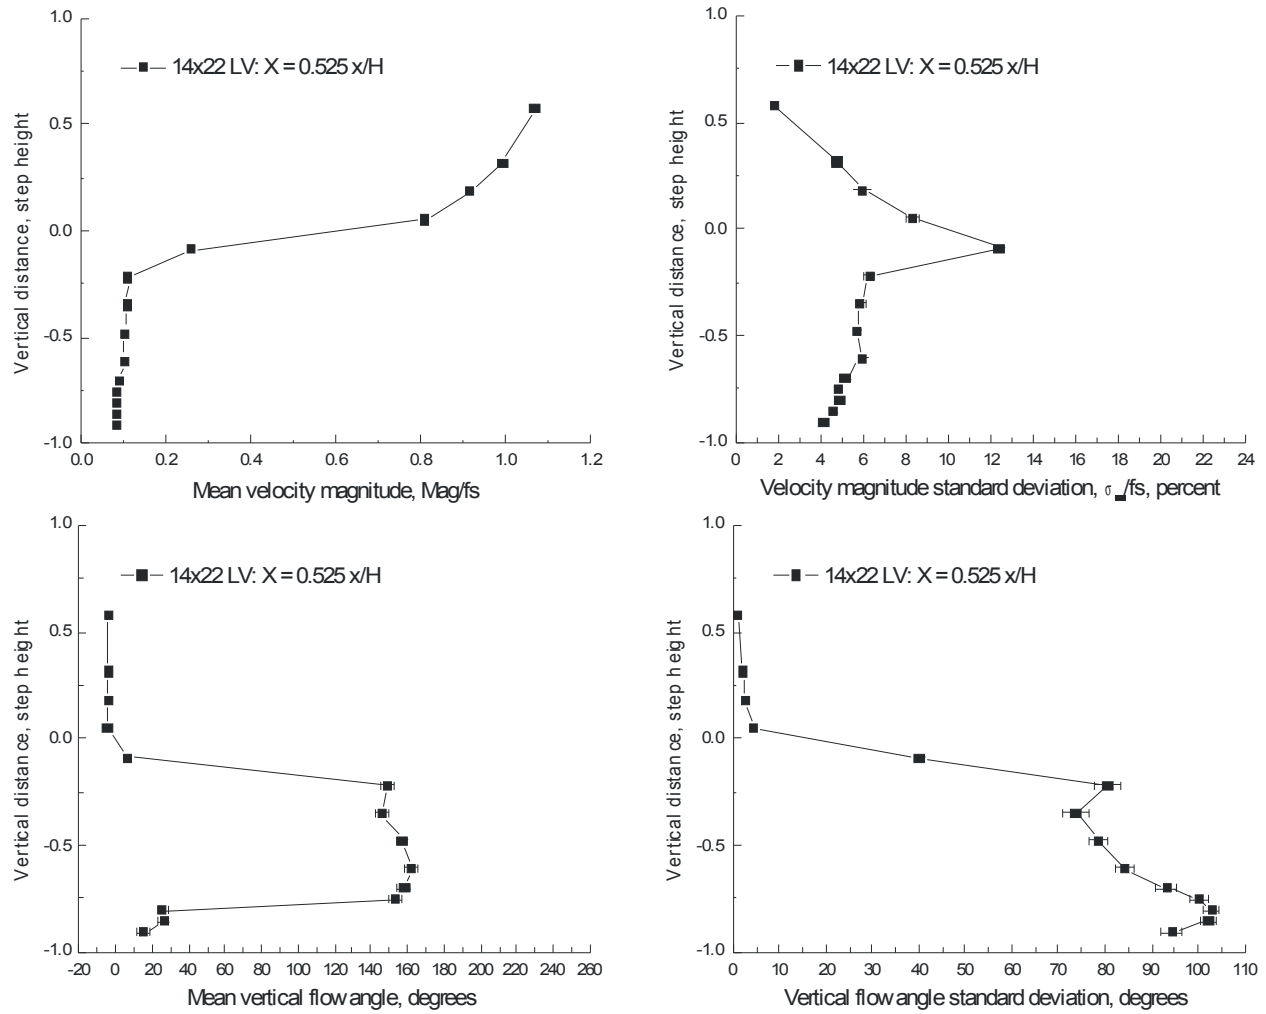 1.0
14x22 LV: X = 0.525 x/H
0.5
0.0
-0.5
-1.0
Vertical distance, step height
0.0 0.2 0.4 0.6 0.8 1.0 1.2
Mean velocity magnitude, Mag/fs
1.0
14x22 LV: X = 0.525 x/H
0.5
0.0
-0.5
-1.0
Vertical distance, step height
0 2 4 6 8 10 12 14 16 18 20 22 24
Velocity magnitude standard deviation, σ /fs, percent
1.0
14x22 LV: X = 0.525 x/H
0.5
0.0
-0.5
-1.0
Vertical distance, step height
-20 0 20 40 60 80 100 120 140 160 180 200 220 240 260
Mean vertical flow angle, degrees
1.0
14x22 LV: X = 0.525 x/H
0.5
0.0
-0.5
-1.0
Vertical distance, step height
0 10 20 30 40 50 60 70 80 90 100 110
Vertical flow angle standard deviation, degrees